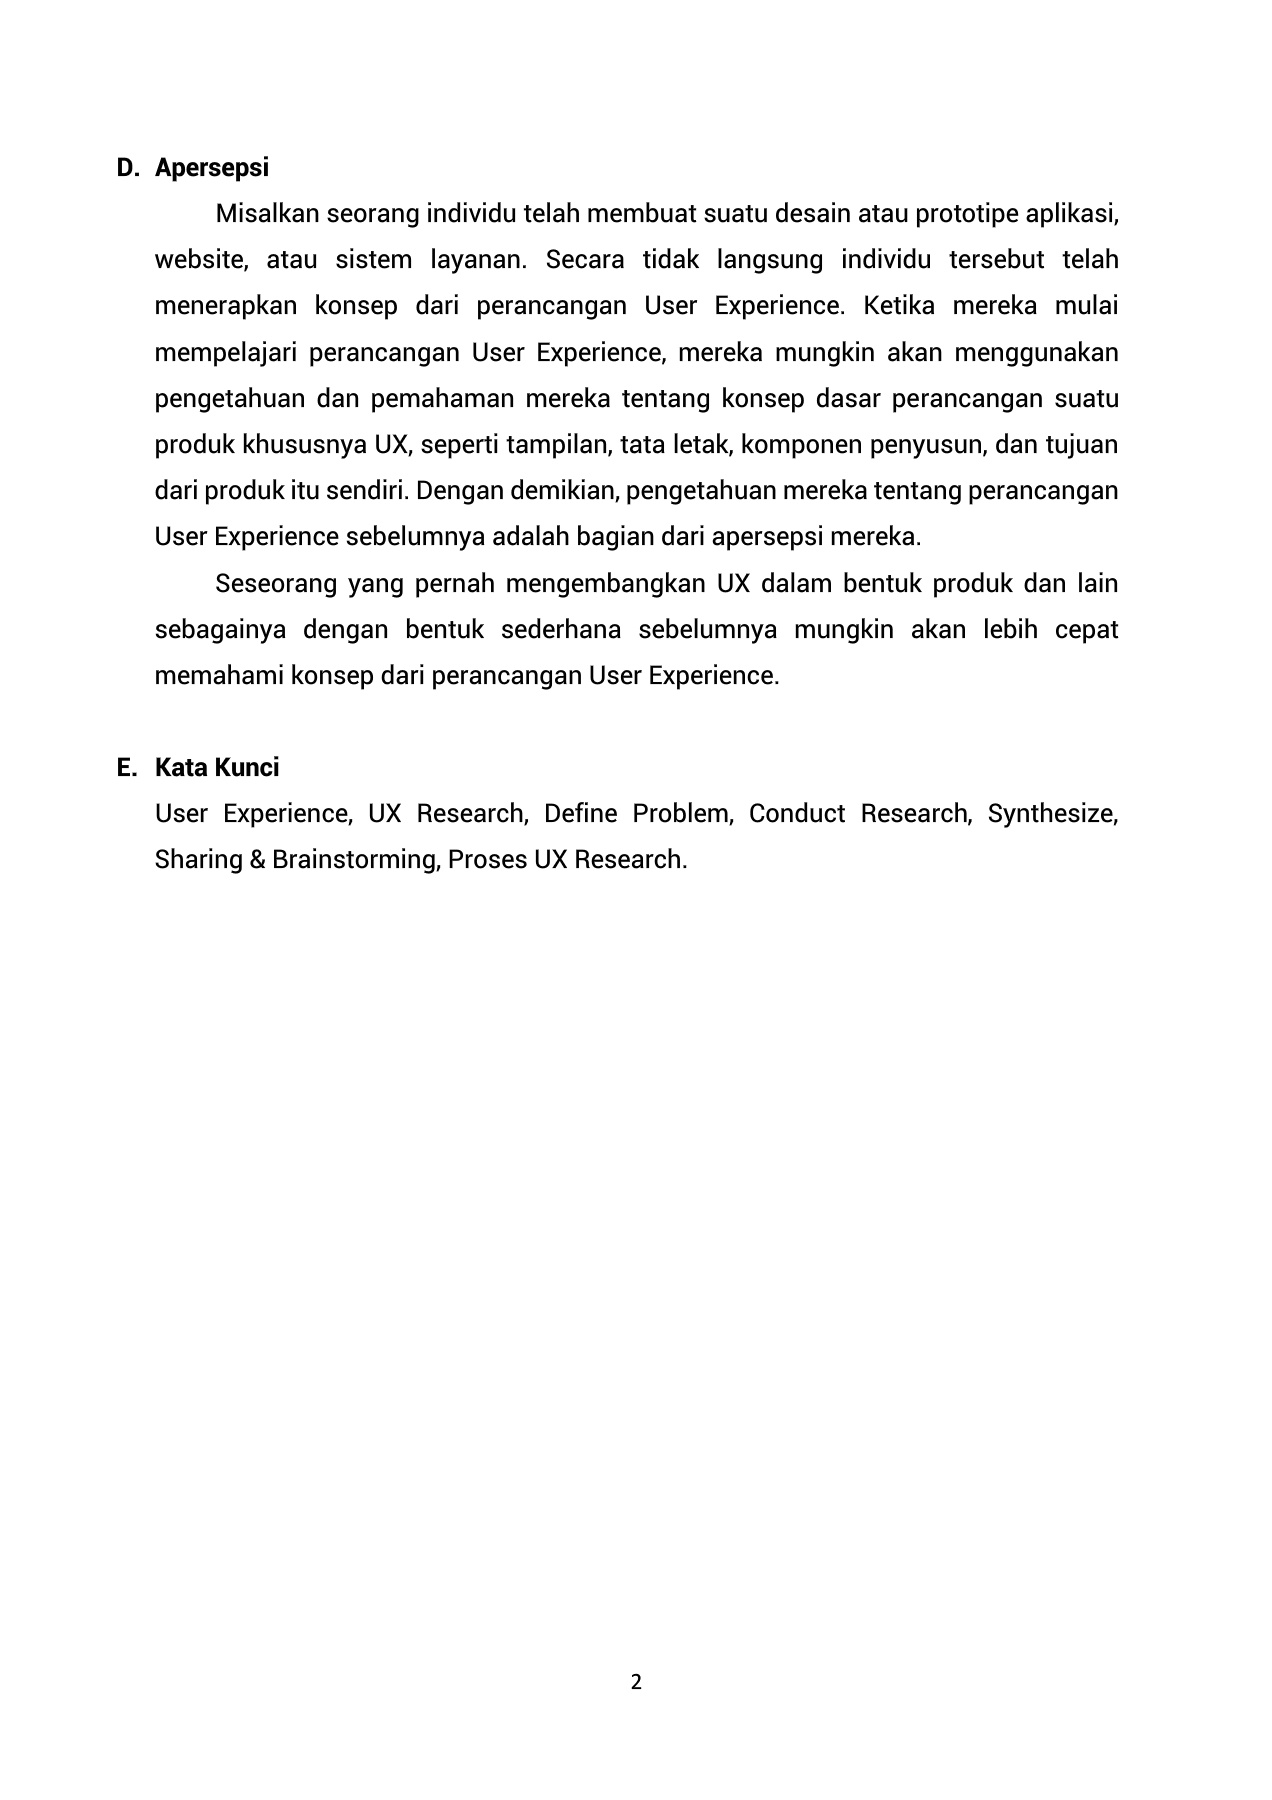 D. Apersepsi
Misalkan seorang individu telah membuat suatu desain atau prototipe aplikasi,
website, atau sistem layanan. Secara tidak langsung individu tersebut telah
menerapkan konsep dari perancangan User Experience. Ketika mereka mulai
mempelajari perancangan User Experience, mereka mungkin akan menggunakan
pengetahuan dan pemahaman mereka tentang konsep dasar perancangan suatu
produk khususnya UX, seperti tampilan, tata letak, komponen penyusun, dan tujuan
dari produk itu sendiri. Dengan demikian, pengetahuan mereka tentang perancangan
User Experience sebelumnya adalah bagian dari apersepsi mereka.
Seseorang yang pernah mengembangkan UX dalam bentuk produk dan lain
sebagainya dengan bentuk sederhana sebelumnya mungkin akan lebih cepat
memahami konsep dari perancangan User Experience.
E. Kata Kunci
User Experience, UX Research, Define Problem, Conduct Research, Synthesize,
Sharing & Brainstorming, Proses UX Research.
2